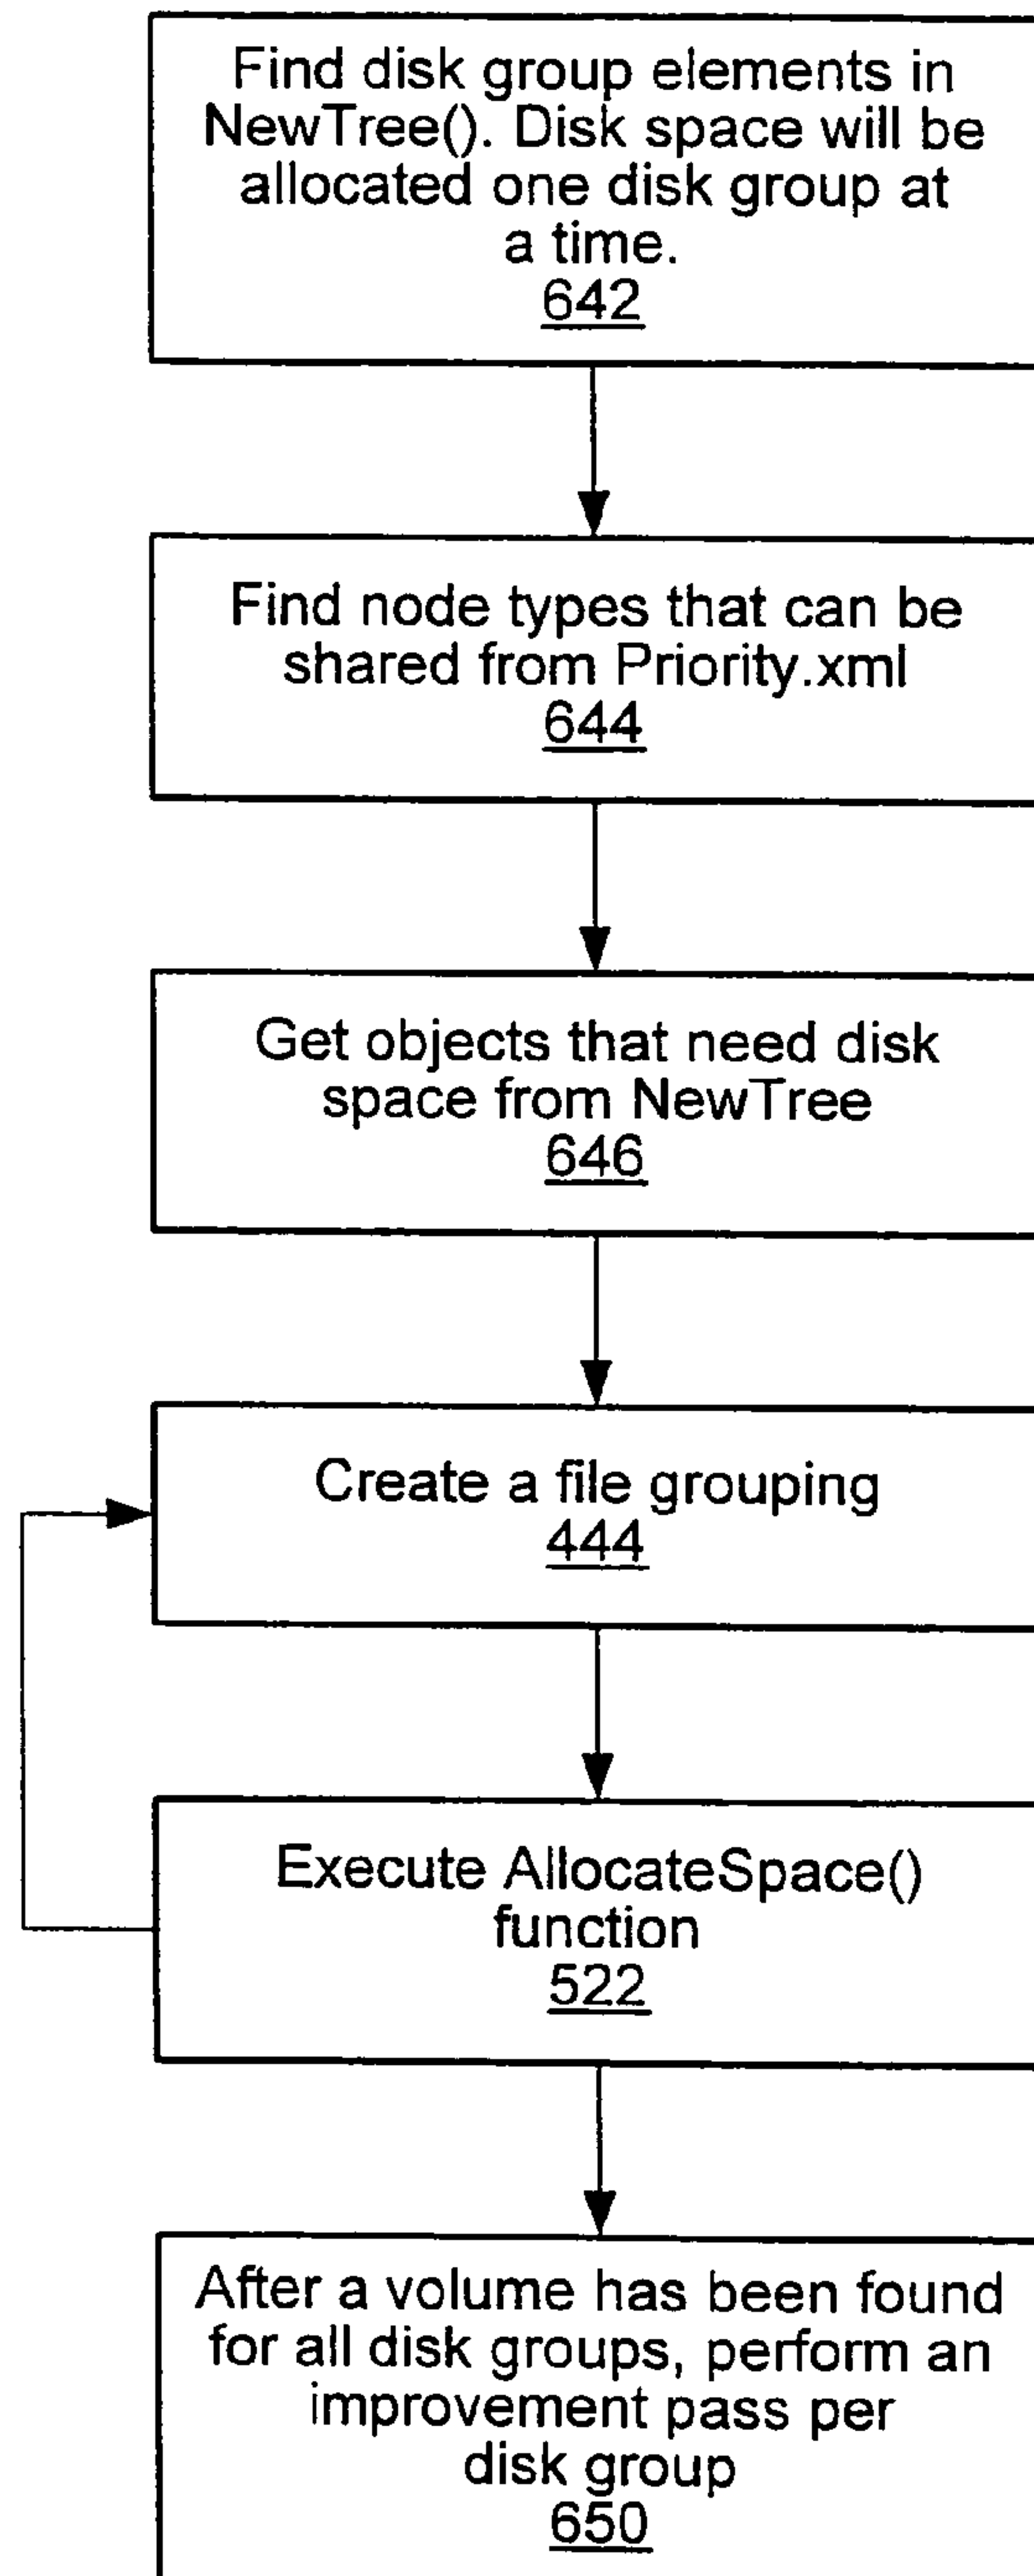 Find disk group elements in
NewTree(). Disk space will be
allocated one disk group at
a time.
642
Find node types that can be
shared from Priority.xml
644
Get objects that need disk
space from NewTree
646
Create a file grouping
444
Execute AllocateSpace()
function
522
After a volume has been found
for all disk groups, perform an
improvement pass per
disk group
650